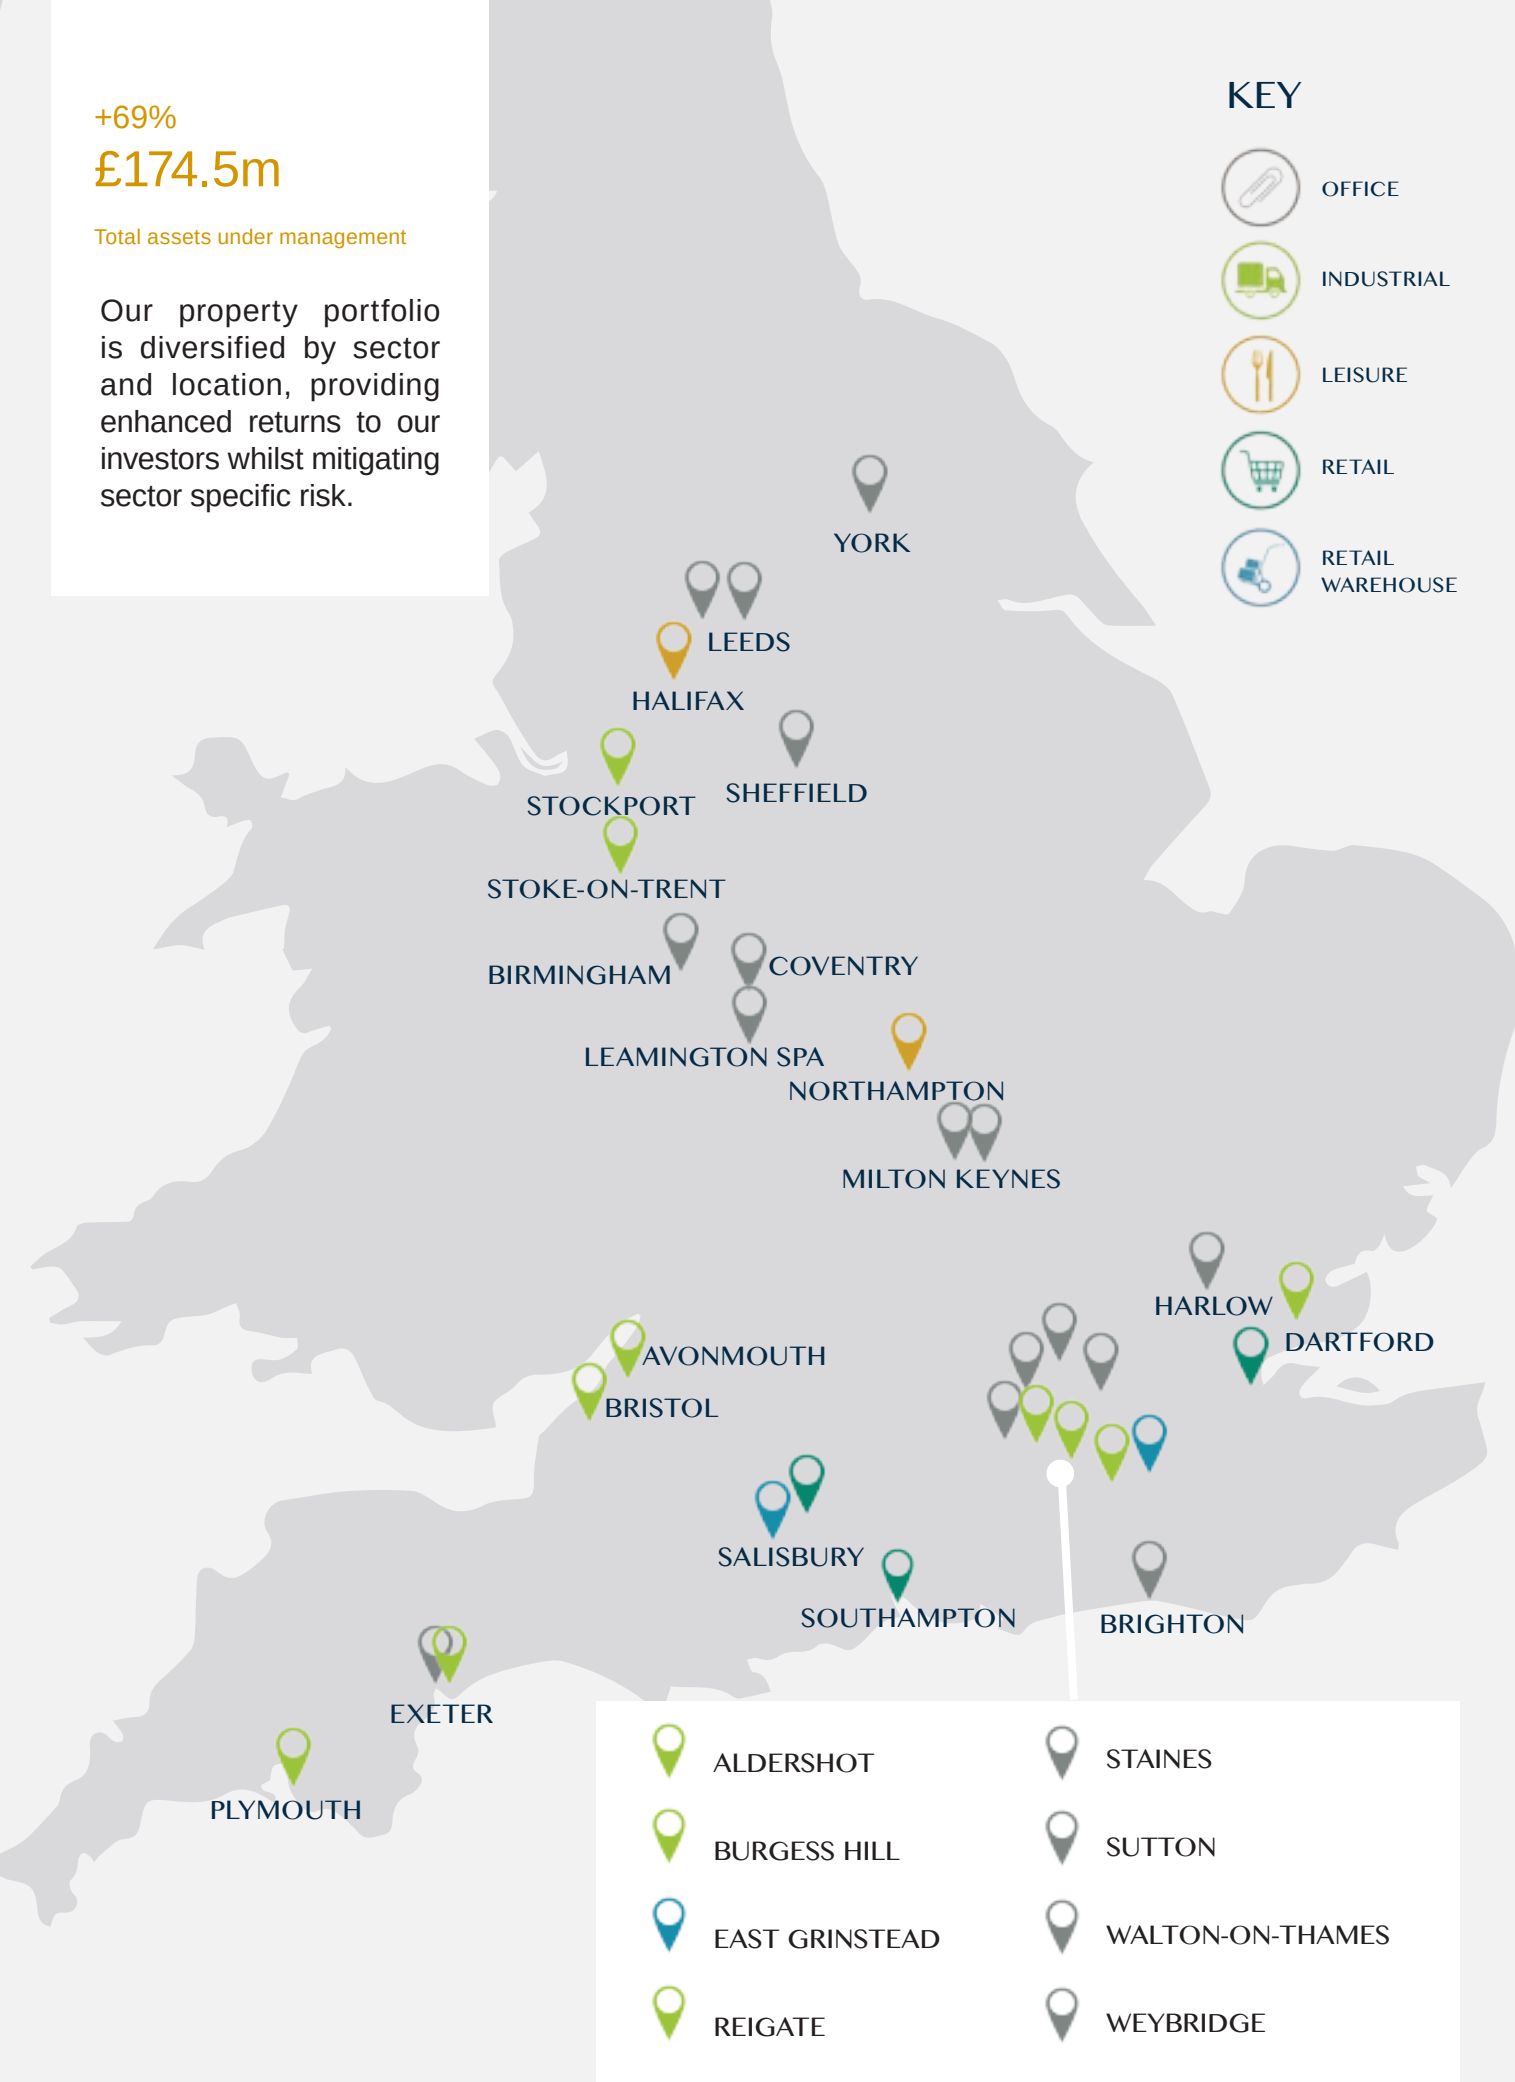 +69%
£174.5m
Total assets under management
Our property portfolio
is diversified by sector
and location, providing
enhanced returns to our
investors whilst mitigating
sector specific risk.
KEY
OFFICE
INDUSTRIAL
LEISURE
RETAIL
RETAIL
WAREHOUSE
YORK
LEEDS
HALIFAX
SHEFFIELD
STOCKPORT
STOKE-ON-TRENT
BIRMINGHAM
COVENTRY
LEAMINGTON SPA
NORTHAMPTON
MILTON KEYNES
HARLOW
DARTFORD
AVONMOUTH
BRISTOL
SALISBURY
SOUTHAMPTON
BRIGHTON
EXETER
PLYMOUTH
ALDERSHOT
BURGESS HILL
EAST GRINSTEAD
REIGATE
STAINES
SUTTON
WALTON-ON-THAMES
WEYBRIDGE